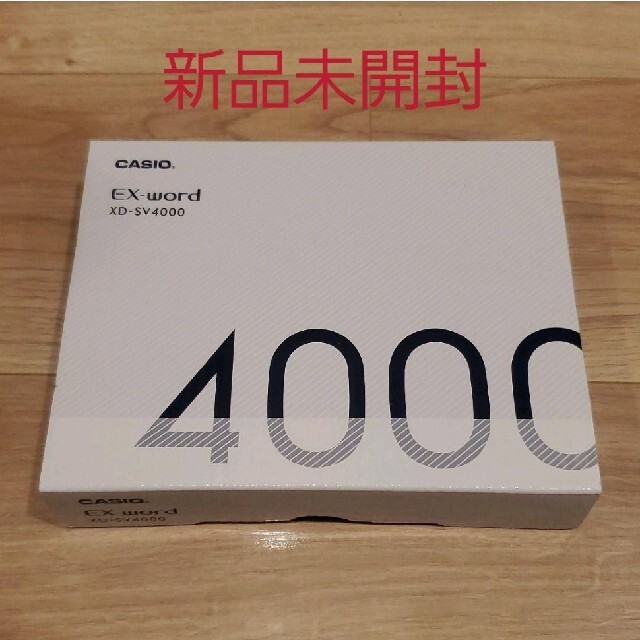 新品未開封
CASIO.
EX-word
XD-SV4000
4000
CASIO.
EX-word
XD-SV4000